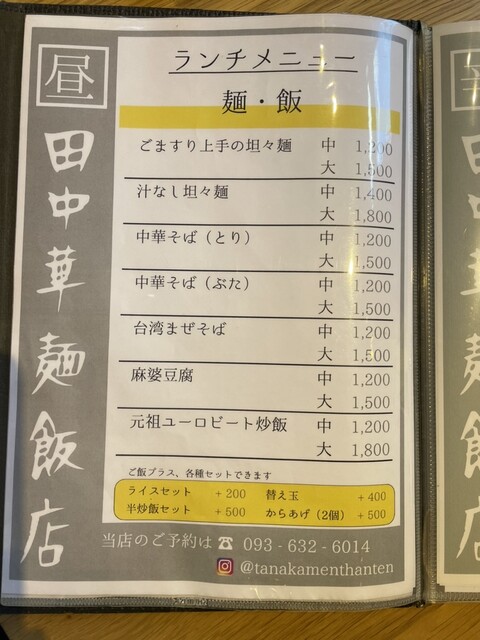 昼
田中華麺飯店
ランチメニュー
麺・飯
ごますり上手の坦々麺 中 1,200
大 1,500
汁なし坦々麺 中 1,400
大 1,800
中華そば（とり） 中 1,200
大 1,500
中華そば（ぶた） 中 1,200
大 1,500
台湾まぜそば 中 1,200
大 1,500
麻婆豆腐 中 1,200
大 1,500
元祖ユーロビート炒飯 中 1,200
大 1,800
ご飯プラス、各種セットできます
ライスセット + 200 替え玉 + 400
半炒飯セット + 500 からあげ（2個） + 500
当店のご予約は ☎ 093 - 632 - 6014
@tanakamenthanten